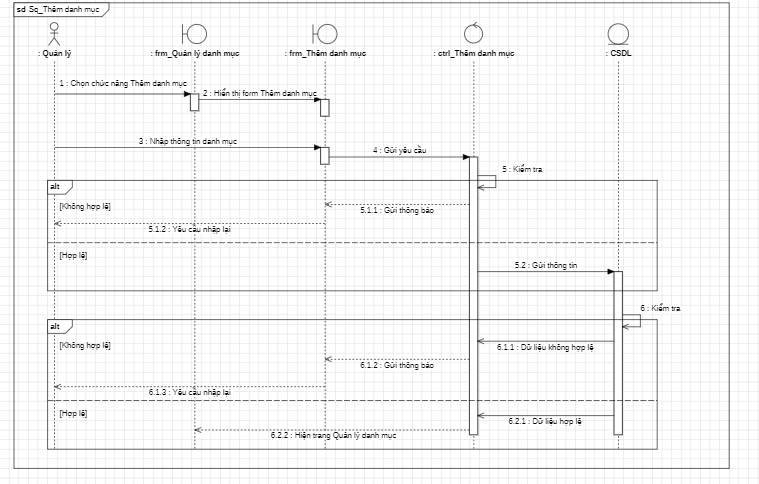 sd Sq_Thêm danh mục
: Quản lý
: frm_Quản lý danh mục
: frm_Thêm danh mục
: ctrl_Thêm danh mục
: CSDL
1 : Chọn chức năng Thêm danh mục
2 : Hiển thị form Thêm danh mục
3 : Nhập thông tin danh mục
4 : Gửi yêu cầu
5 : Kiểm tra
alt
[Không hợp lệ]
5.1.1 : Gửi thông báo
5.1.2 : Yêu cầu nhập lại
[Hợp lệ]
5.2 : Gửi thông tin
6 : Kiểm tra
alt
[Không hợp lệ]
6.1.1 : Dữ liệu không hợp lệ
6.1.2 : Gửi thông báo
6.1.3 : Yêu cầu nhập lại
[Hợp lệ]
6.2.1 : Dữ liệu hợp lệ
6.2.2 : Hiện trang Quản lý danh mục